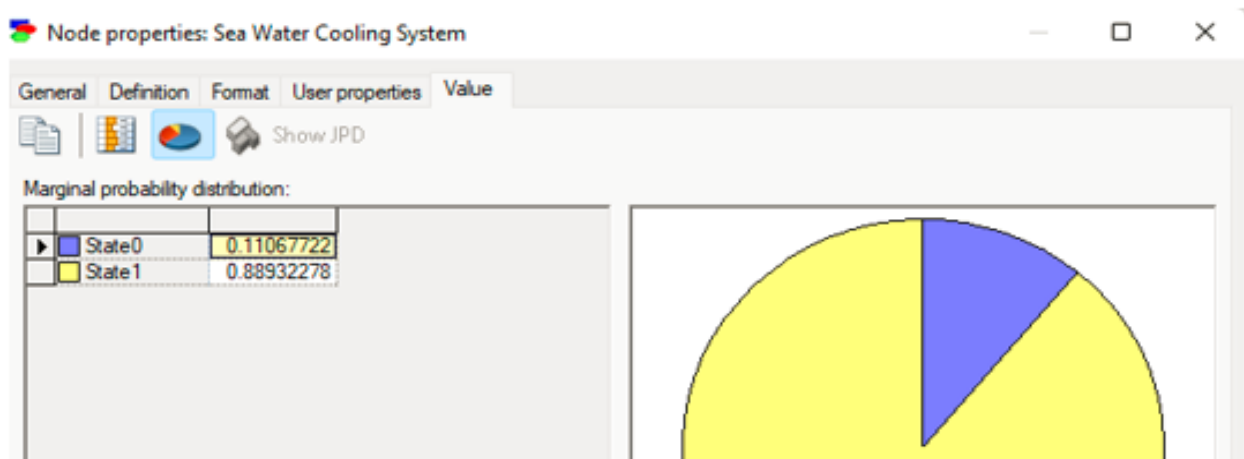 Node properties: Sea Water Cooling System
General Definition Format User properties Value
Show JPD
Marginal probability distribution:
State0 0.11067722
State1 0.88932278